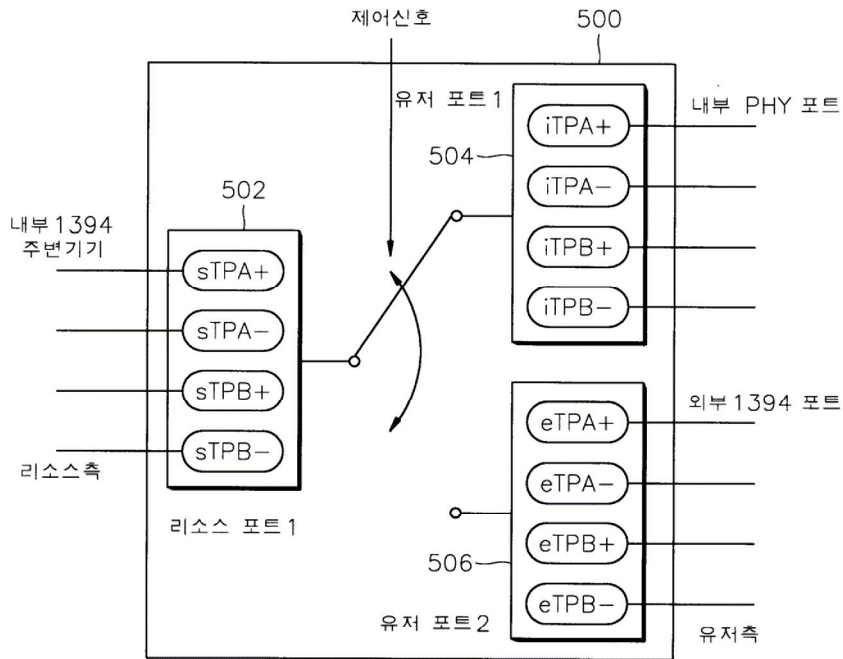 제어신호
500
유저 포트1
내부 PHY 포트
iTPA+
504
iTPA-
502
내부1394
주변기기
iTPB+
sTPA+
iTPB-
sTPA-
sTPB+
외부1394 포트
eTPA+
sTPB-
리소스측
eTPA-
리소스 포트1
eTPB+
506
eTPB-
유저 포트2
유저측